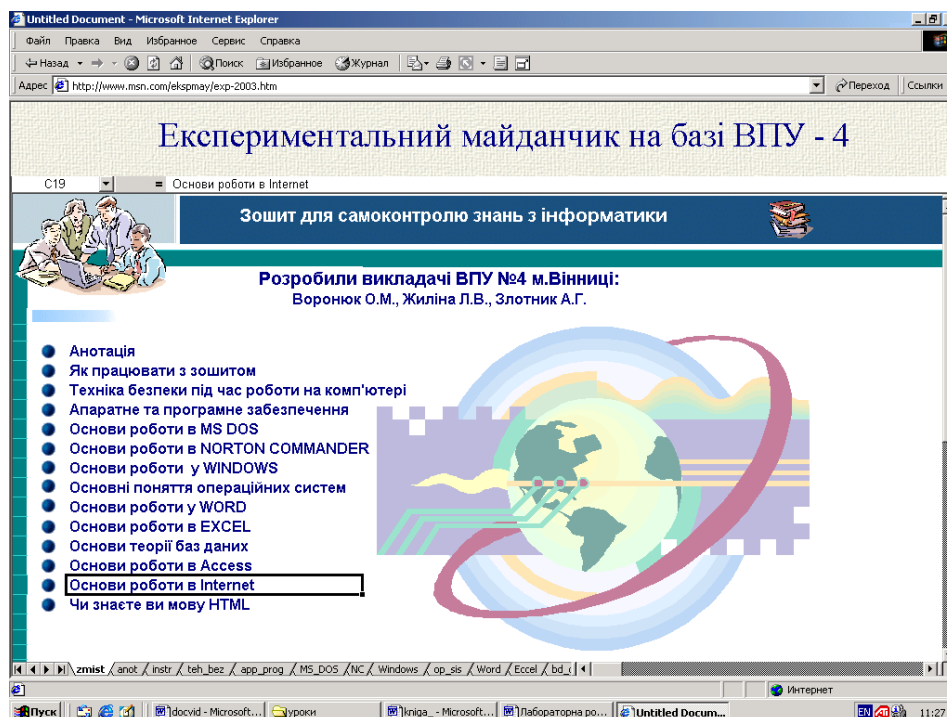 Untitled Document - Microsoft Internet Explorer
Файл Правка Вид Избранное Сервис Справка
Назад Поиск Избранное Журнал
Адрес http://www.msn.com/ekspmay/exp-2003.htm Переход Ссылки
Експериментальний майданчик на базі ВПУ - 4
C19 = Основи роботи в Internet
Зошит для самоконтролю знань з інформатики
Розробили викладачі ВПУ №4 м.Вінниці:
Воронюк О.М., Жиліна Л.В., Злотник А.Г.
Анотація
Як працювати з зошитом
Техніка безпеки під час роботи на комп'ютері
Апаратне та програмне забезпечення
Основи роботи в MS DOS
Основи роботи в NORTON COMMANDER
Основи роботи у WINDOWS
Основні поняття операційних систем
Основи роботи у WORD
Основи роботи в EXCEL
Основи теорії баз даних
Основи роботи в Access
Основи роботи в Internet
Чи знаєте ви мову HTML
zmist / anot / instr / teh_bez / app_prog / MS_DOS / NC / Windows / op_sis / Word / Eccel / bd_
Интернет
Пуск docvid - Microsoft... уроки kniga_ - Microsoft... Лабораторна ро... Untitled Docum... EN 11:27